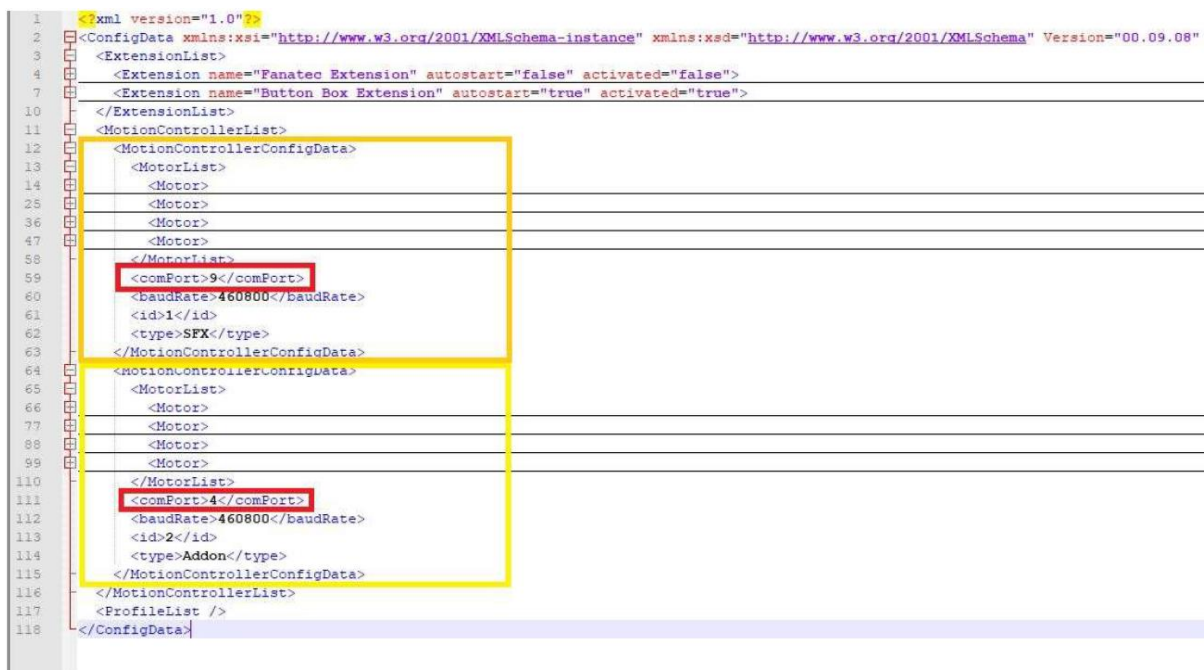 1 <?xml version="1.0"?>
2 <ConfigData xmlns:xsi="http://www.w3.org/2001/XMLSchema-instance" xmlns:xsd="http://www.w3.org/2001/XMLSchema" Version="00.09.08"
3 <ExtensionList>
4 <Extension name="Fanatec Extension" autostart="false" activated="false">
7 <Extension name="Button Box Extension" autostart="true" activated="true">
10 </ExtensionList>
11 <MotionControllerList>
12 <MotionControllerConfigData>
13 <MotorList>
14 <Motor>
25 <Motor>
36 <Motor>
47 <Motor>
58 </MotorList>
59 <comPort>9</comPort>
60 <baudRate>460800</baudRate>
61 <id>1</id>
62 <type>SFX</type>
63 </MotionControllerConfigData>
64 <MotionControllerConfigData>
65 <MotorList>
66 <Motor>
77 <Motor>
88 <Motor>
99 <Motor>
110 </MotorList>
111 <comPort>4</comPort>
112 <baudRate>460800</baudRate>
113 <id>2</id>
114 <type>Addon</type>
115 </MotionControllerConfigData>
116 </MotionControllerList>
117 <ProfileList />
118 </ConfigData>